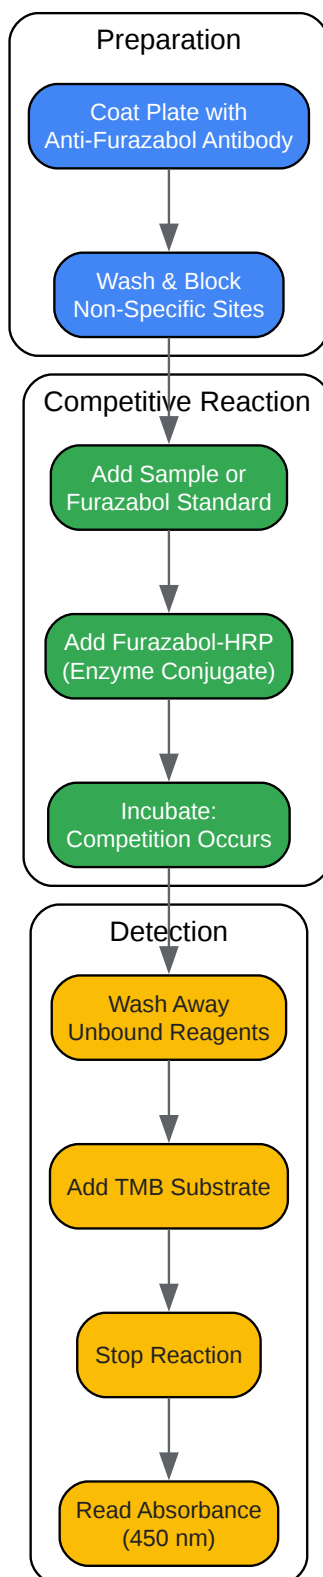 Preparation
Coat Plate with
Anti-Furazabol Antibody
Wash & Block
Non-Specific Sites
Competitive Reaction
Add Sample or
Furazabol Standard
Add Furazabol-HRP
(Enzyme Conjugate)
Incubate:
Competition Occurs
Detection
Wash Away
Unbound Reagents
Add TMB Substrate
Stop Reaction
Read Absorbance
(450 nm)